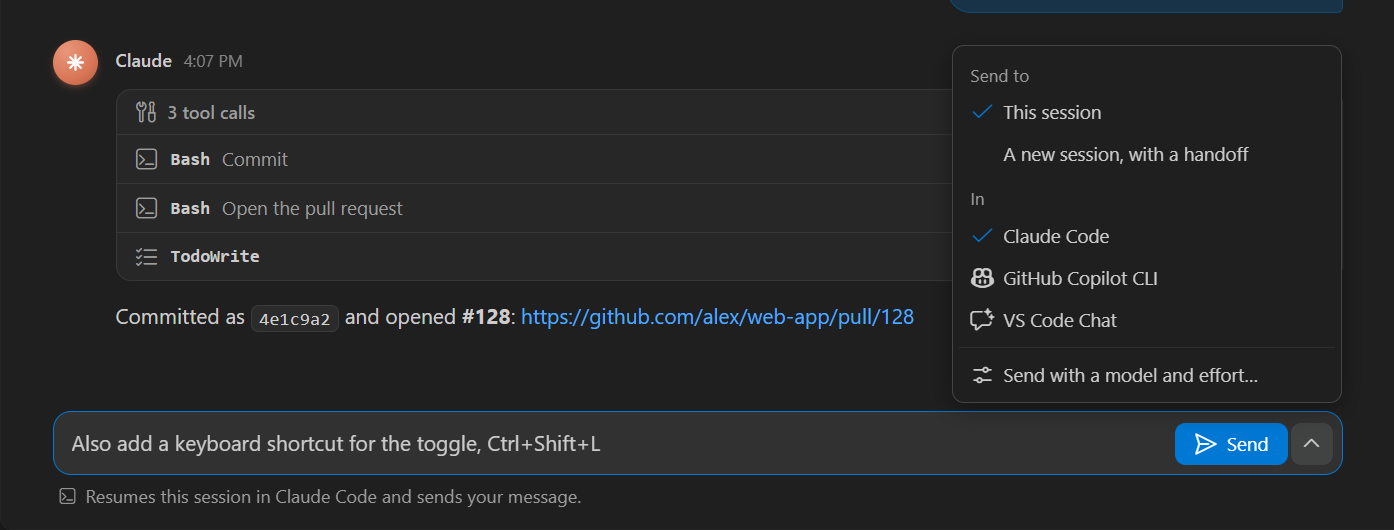 Claude 4:07 PM
3 tool calls
Bash Commit
Bash Open the pull request
TodoWrite
Committed as 4e1c9a2 and opened #128: https://github.com/alex/web-app/pull/128
Send to
This session
A new session, with a handoff
In
Claude Code
GitHub Copilot CLI
VS Code Chat
Send with a model and effort...
Also add a keyboard shortcut for the toggle, Ctrl+Shift+L
Send
Resumes this session in Claude Code and sends your message.